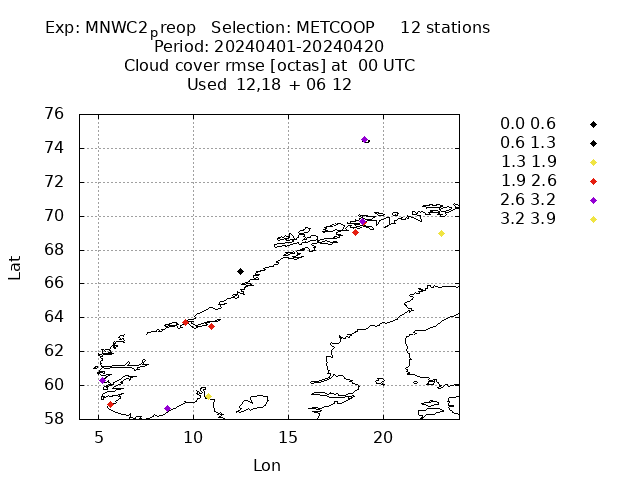 Exp: MNWC2preop Selection: METCOOP 12 stations
Period: 20240401-20240420
Cloud cover rmse [octas] at 00 UTC
Used 12,18 + 06 12
76
74
72
70
68
66
64
62
60
58
5 10 15 20
Lat
Lon
0.0 0.6
0.6 1.3
1.3 1.9
1.9 2.6
2.6 3.2
3.2 3.9